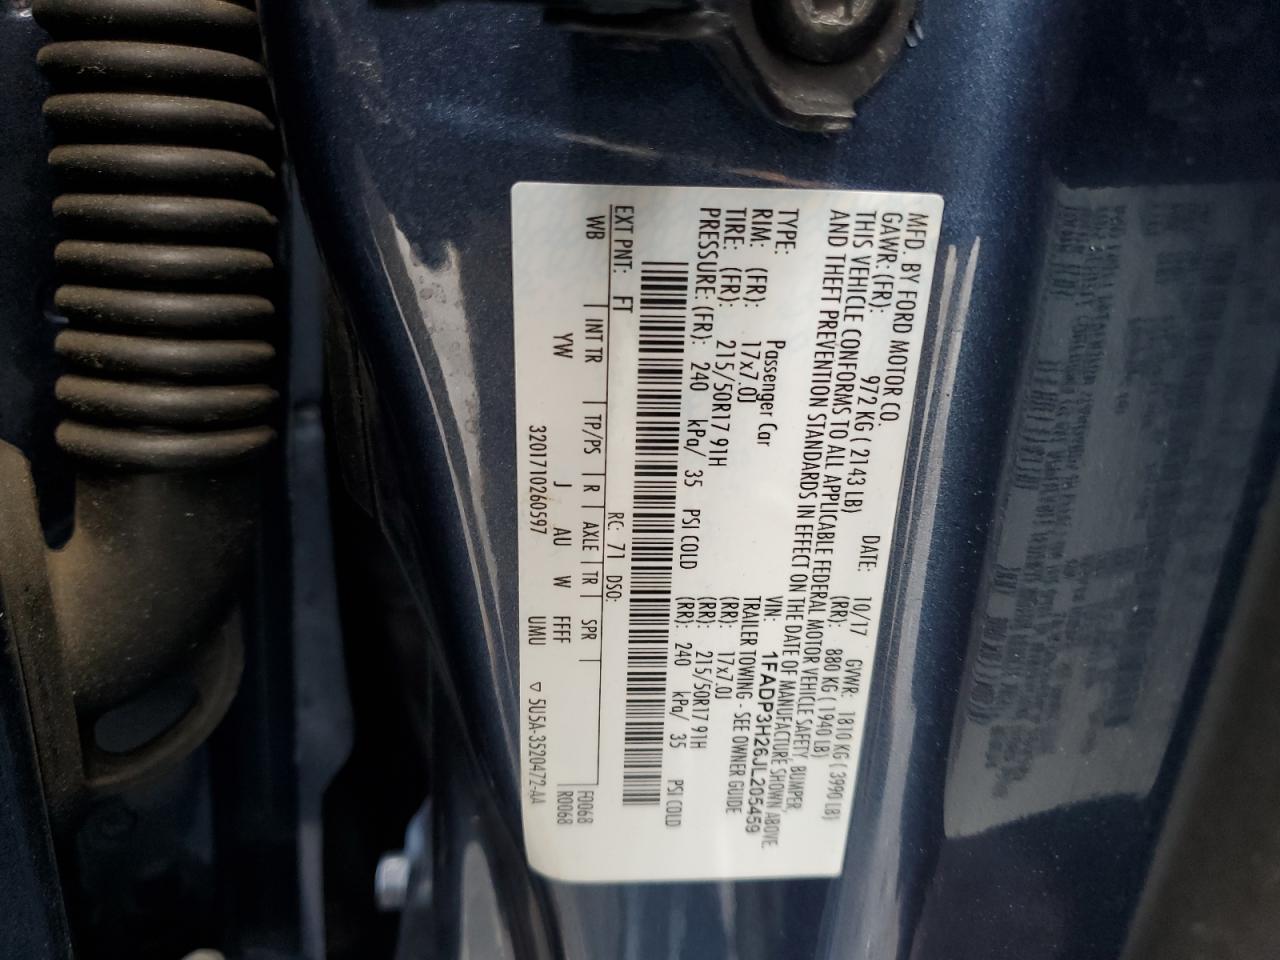 MFD. BY FORD MOTOR CO.
DATE: 10/17 GVWR: 1810 KG ( 3990 LB)
GAWR: (FR): 972 KG ( 2143 LB) (RR): 880 KG ( 1940 LB)
THIS VEHICLE CONFORMS TO ALL APPLICABLE FEDERAL MOTOR VEHICLE SAFETY, BUMPER,
AND THEFT PREVENTION STANDARDS IN EFFECT ON THE DATE OF MANUFACTURE SHOWN ABOVE.
VIN: 1FADP3H26JL205459
TYPE: Passenger Car TRAILER TOWING - SEE OWNER GUIDE
RIM: (FR): 17x7.0J (RR): 17x7.0J
TIRE: (FR): 215/50R17 91H (RR): 215/50R17 91H
PRESSURE: (FR): 240 kPa/ 35 PSI COLD (RR): 240 kPa/ 35 PSI COLD
EXT PNT: FT RC: 71 DSO:
WB INT TR TP/PS R AXLE TR SPR F0068
YW J AU W FFFF R0068
3201710260597 UMU ▽ 5U5A-3520472-AA